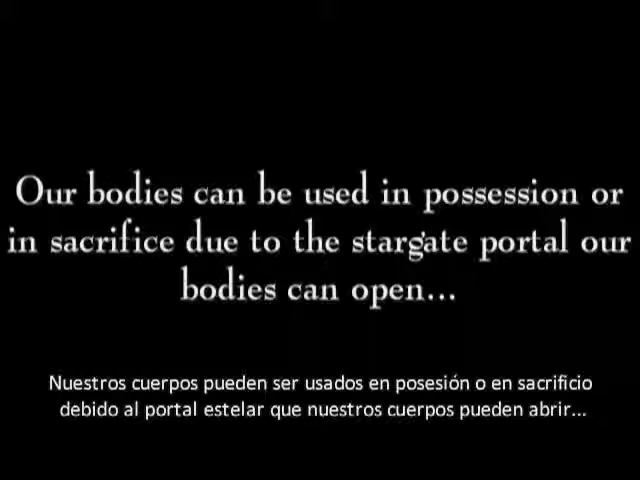 Our bodies can be used in possession or
in sacrifice due to the stargate portal our
bodies can open...
Nuestros cuerpos pueden ser usados en posesión o en sacrificio
debido al portal estelar que nuestros cuerpos pueden abrir...